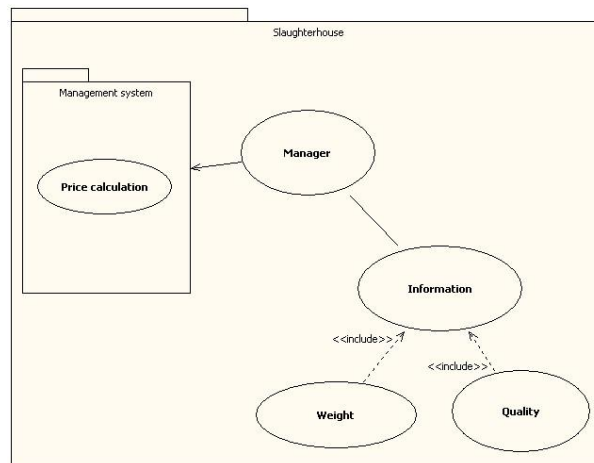 Slaughterhouse
Management system
Manager
Price calculation
Information
<<include>>
<<include>>
Weight
Quality